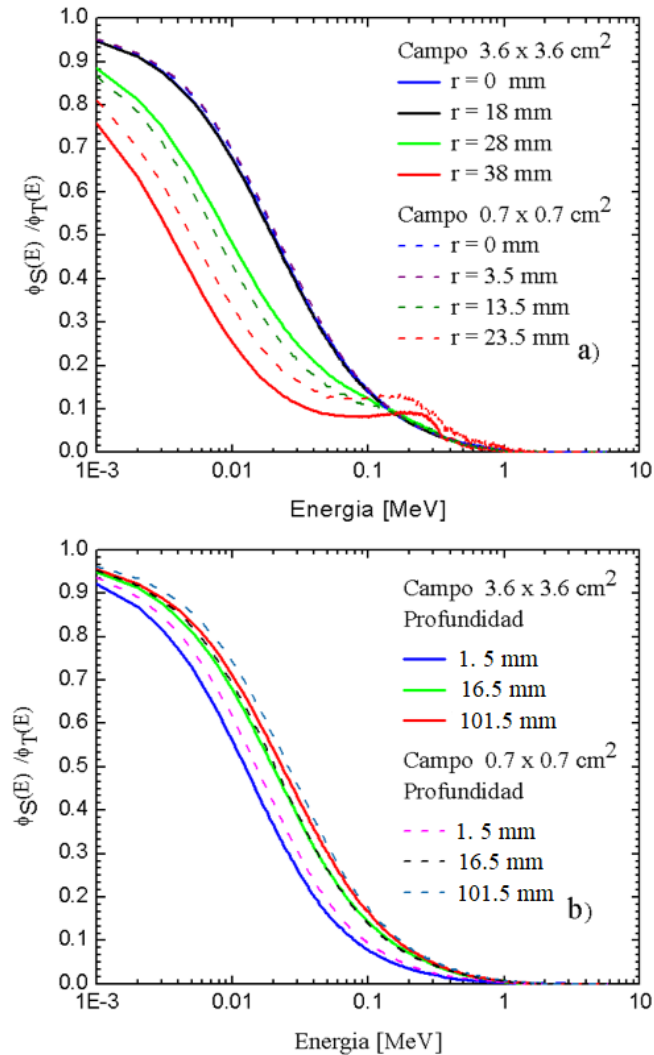 1.0
0.9
0.8
0.7
0.6
0.5
0.4
0.3
0.2
0.1
0.0
ϕS(E) /ϕT(E)
Campo 3.6 x 3.6 cm2
r = 0 mm
r = 18 mm
r = 28 mm
r = 38 mm
Campo 0.7 x 0.7 cm2
r = 0 mm
r = 3.5 mm
r = 13.5 mm
r = 23.5 mm
a)
1E-3 0.01 0.1 1 10
Energia [MeV]
1.0
0.9
0.8
0.7
0.6
0.5
0.4
0.3
0.2
0.1
0.0
ϕS(E) /ϕT(E)
Campo 3.6 x 3.6 cm2
Profundidad
1. 5 mm
16.5 mm
101.5 mm
Campo 0.7 x 0.7 cm2
Profundidad
1. 5 mm
16.5 mm
101.5 mm
b)
1E-3 0.01 0.1 1 10
Energia [MeV]